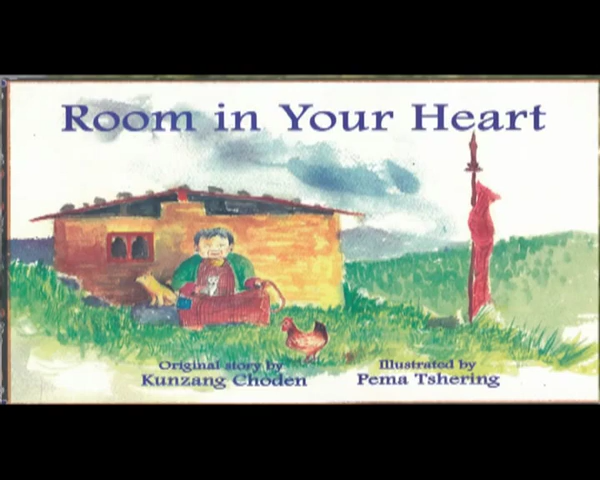 Room in Your Heart
Original story by
Kunzang Choden
Illustrated by
Pema Tshering